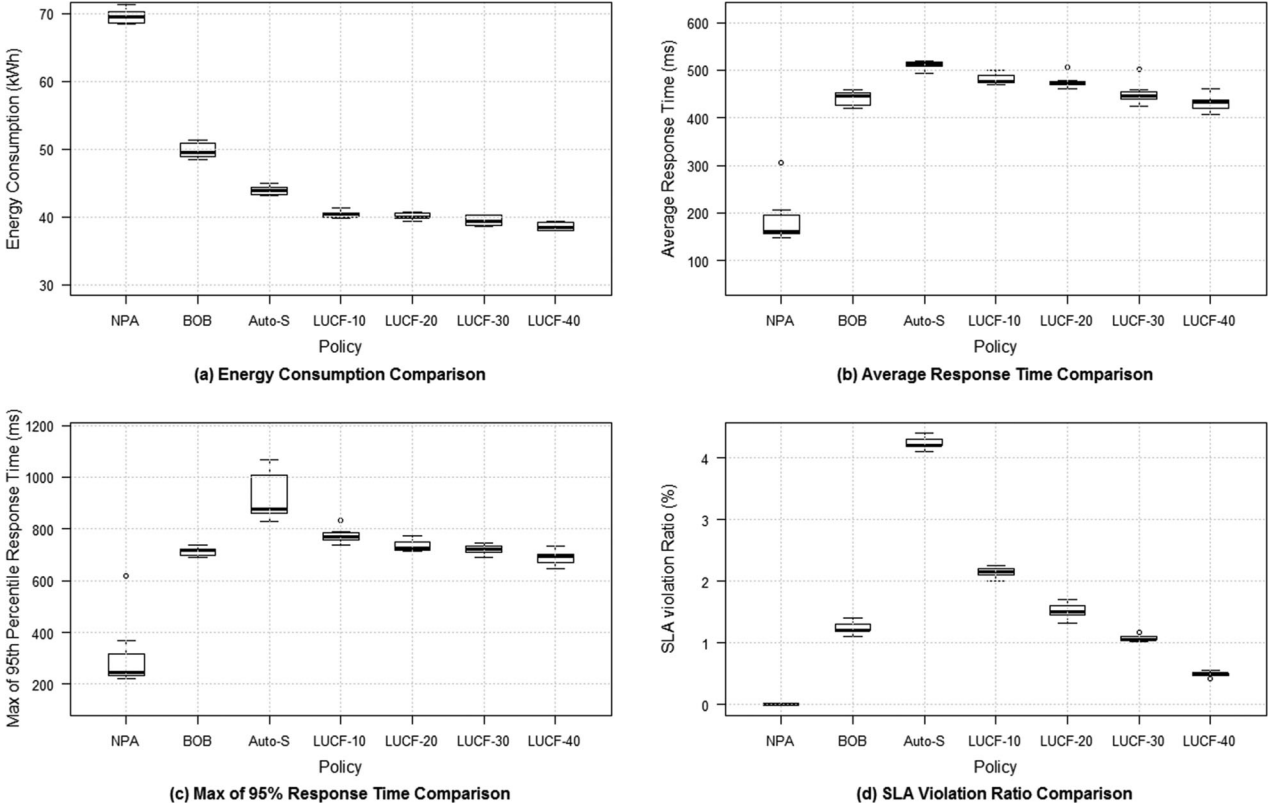 Energy Consumption (kWh)
70
60
50
40
30
NPA BOB Auto-S LUCF-10 LUCF-20 LUCF-30 LUCF-40
Policy
(a) Energy Consumption Comparison
Average Response Time (ms)
600
500
400
300
200
100
NPA BOB Auto-S LUCF-10 LUCF-20 LUCF-30 LUCF-40
Policy
(b) Average Response Time Comparison
Max of 95th Percentile Response Time (ms)
1200
1000
800
600
400
200
NPA BOB Auto-S LUCF-10 LUCF-20 LUCF-30 LUCF-40
Policy
(c) Max of 95% Response Time Comparison
SLA violation Ratio (%)
4
3
2
1
0
NPA BOB Auto-S LUCF-10 LUCF-20 LUCF-30 LUCF-40
Policy
(d) SLA Violation Ratio Comparison